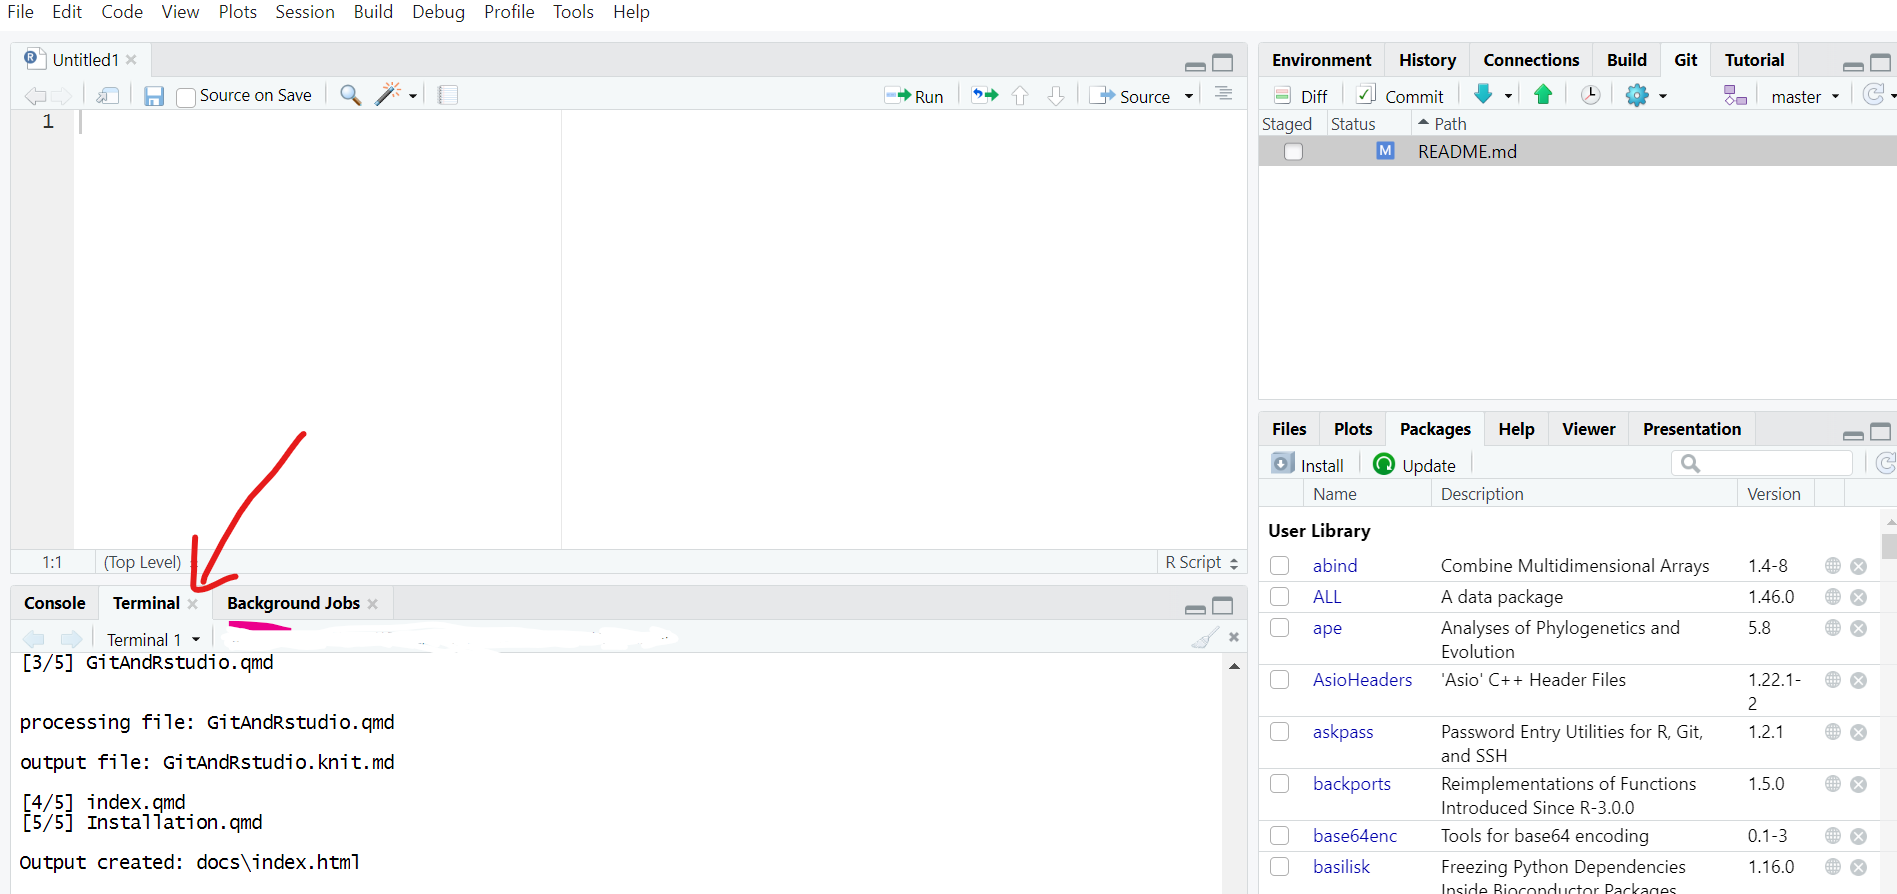 File Edit Code View Plots Session Build Debug Profile Tools Help
Untitled1
Source on Save Run Source
1
1:1 (Top Level) R Script
Console Terminal Background Jobs
Terminal 1
[3/5] GitAndRstudio.qmd
processing file: GitAndRstudio.qmd
output file: GitAndRstudio.knit.md
[4/5] index.qmd
[5/5] Installation.qmd
Output created: docs\index.html
Environment History Connections Build Git Tutorial
Diff Commit master
Staged Status Path
M README.md
Files Plots Packages Help Viewer Presentation
Install Update
Name Description Version
User Library
abind Combine Multidimensional Arrays 1.4-8
ALL A data package 1.46.0
ape Analyses of Phylogenetics and 5.8
Evolution
AsioHeaders 'Asio' C++ Header Files 1.22.1-
2
askpass Password Entry Utilities for R, Git, 1.2.1
and SSH
backports Reimplementations of Functions 1.5.0
Introduced Since R-3.0.0
base64enc Tools for base64 encoding 0.1-3
basilisk Freezing Python Dependencies 1.16.0
Inside Bioconductor Packages